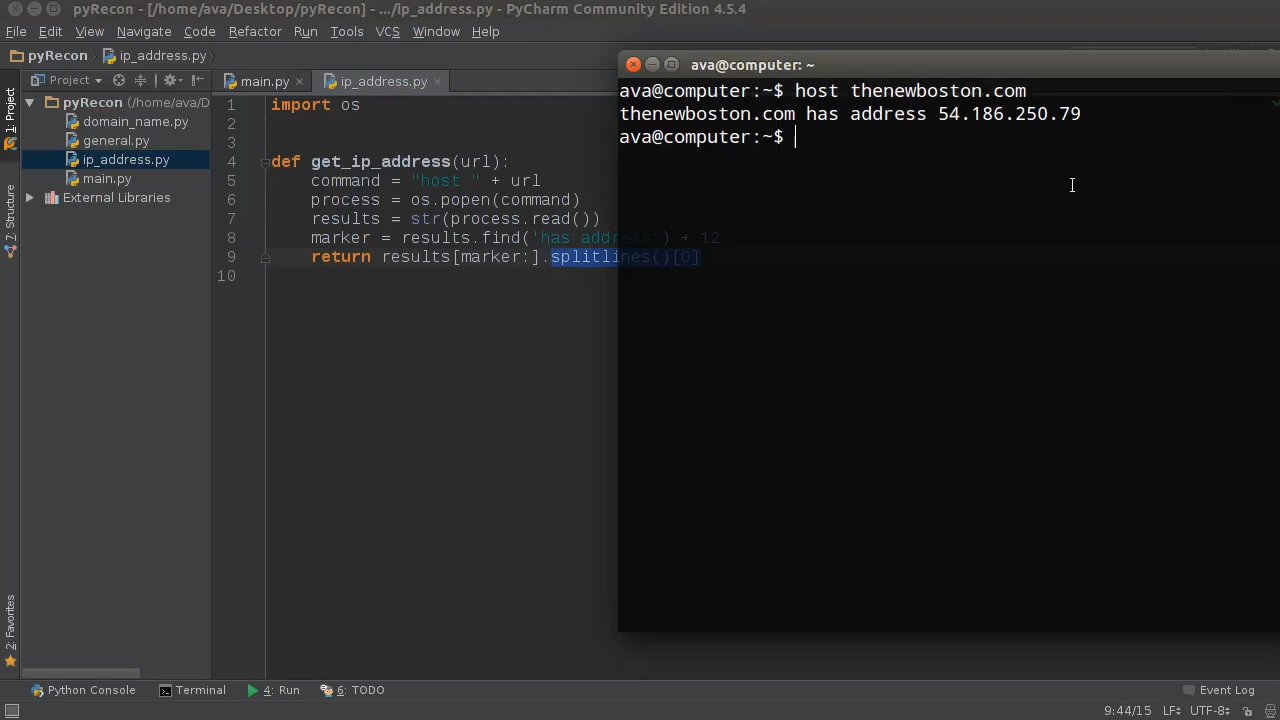 pyRecon - [/home/ava/Desktop/pyRecon] - .../ip_address.py - PyCharm Community Edition 4.5.4
File Edit View Navigate Code Refactor Run Tools VCS Window Help
pyRecon ip_address.py
Project
main.py ip_address.py
1: Project
7: Structure
2: Favorites
pyRecon (/home/ava/D
domain_name.py
general.py
ip_address.py
main.py
External Libraries
1 import os
2
3
4 def get_ip_address(url):
5 command = "host " + url
6 process = os.popen(command)
7 results = str(process.read())
8 marker = results.find('has address') + 12
9 return results[marker:].splitlines()[0]
10
ava@computer: ~
ava@computer:~$ host thenewboston.com
thenewboston.com has address 54.186.250.79
ava@computer:~$
Python Console Terminal 4: Run 6: TODO Event Log
9:44/15 LF UTF-8